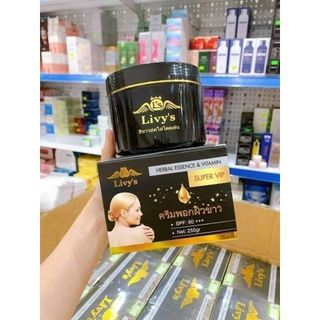 Livy's
Livy's
HERBAL ESSENCE & VITAMIN
SUPER VIP
ครีมพอกผิวขาว
• SPF: 60 +++
• Net: 250gr